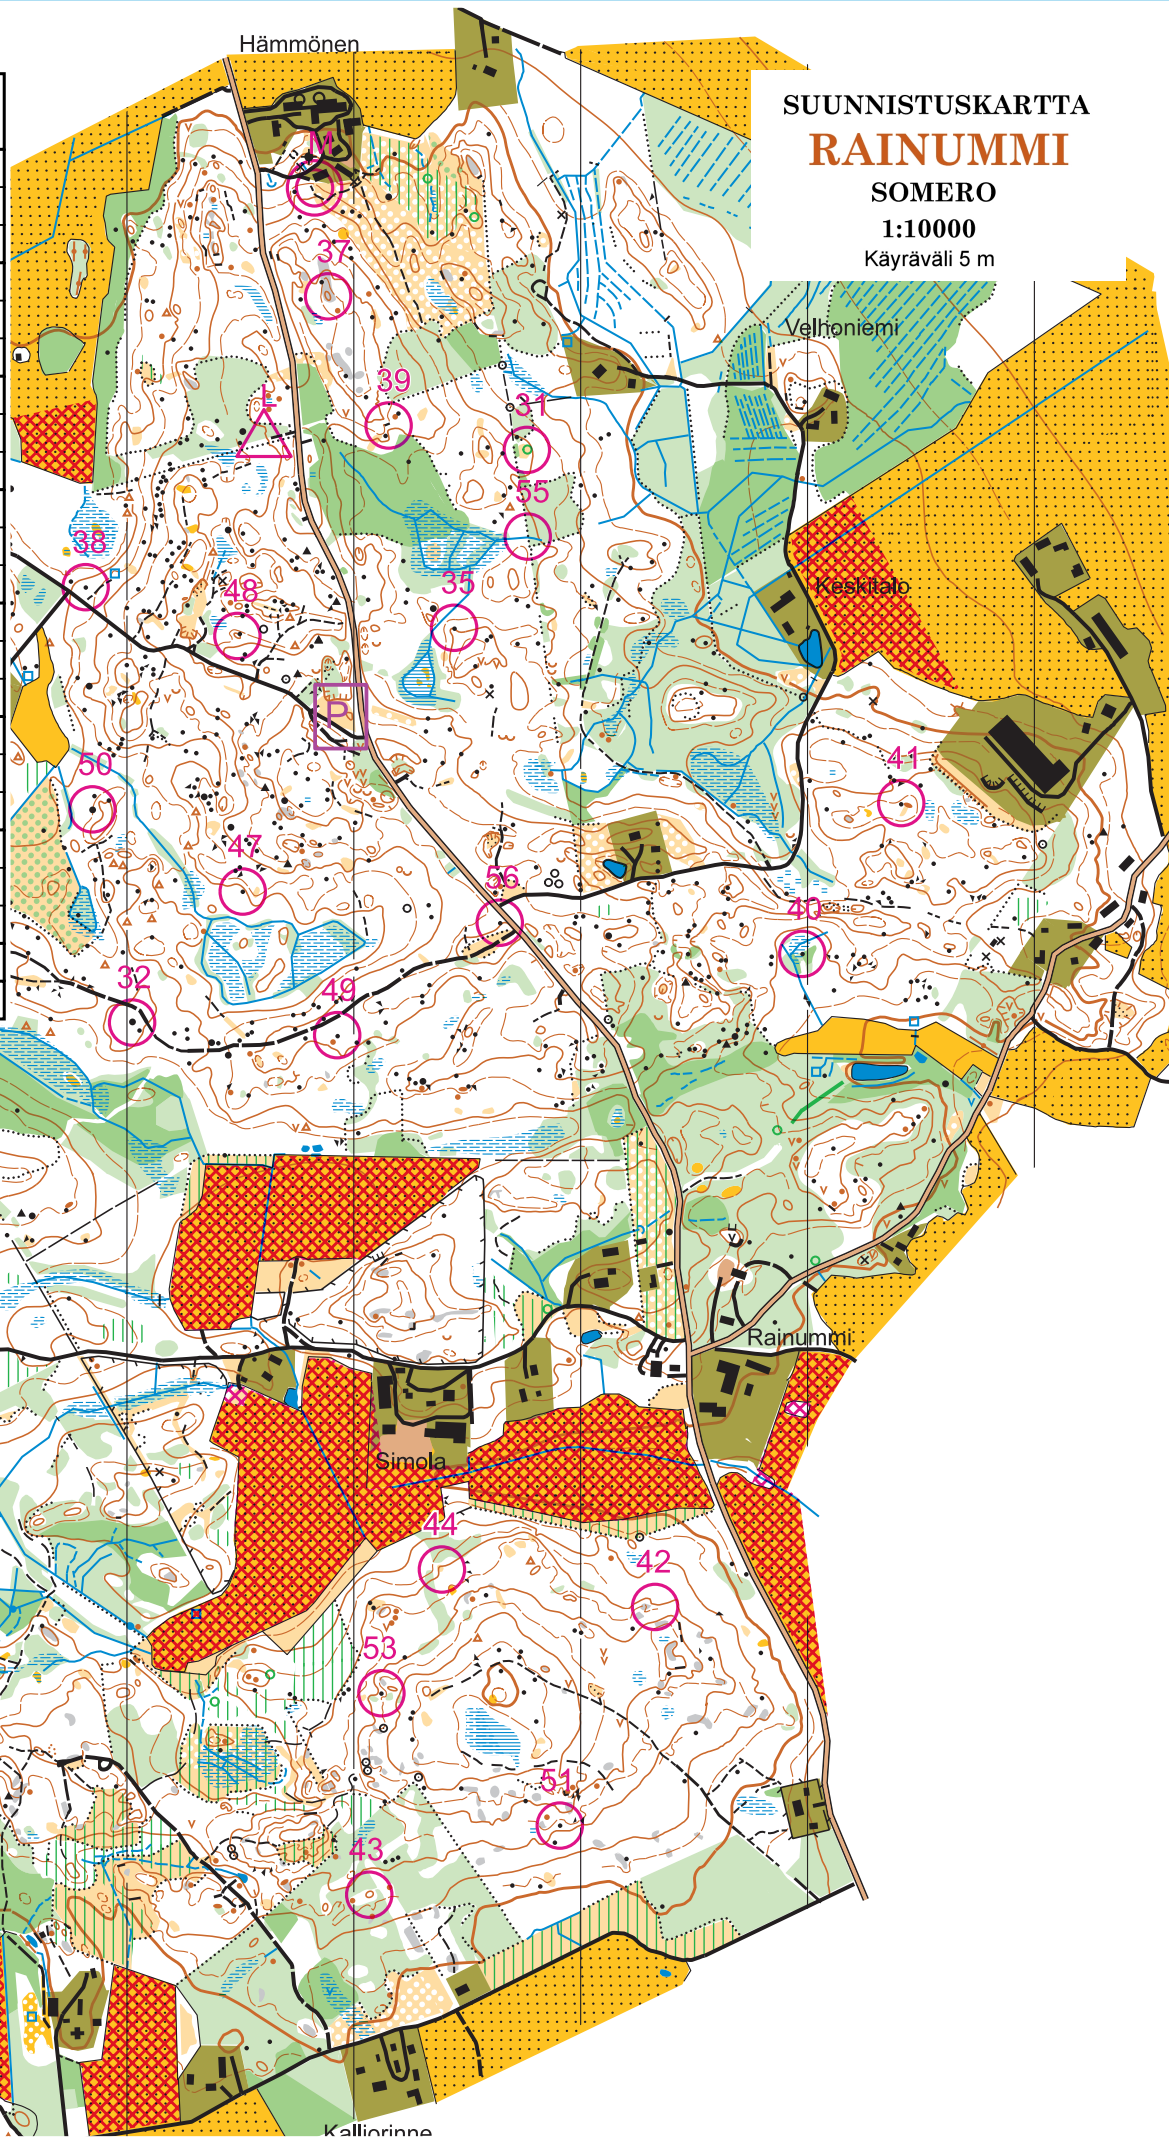 Hämmönen
SUUNNISTUSKARTTA
RAINUMMI
SOMERO
1:10000
Käyräväli 5 m
M
37
Velhoniemi
39
L
31
55
38
48
35
Keskitalo
P
50
41
47
56
40
32
49
Rainummi
Simola
44
42
53
51
43
Kalliorinne